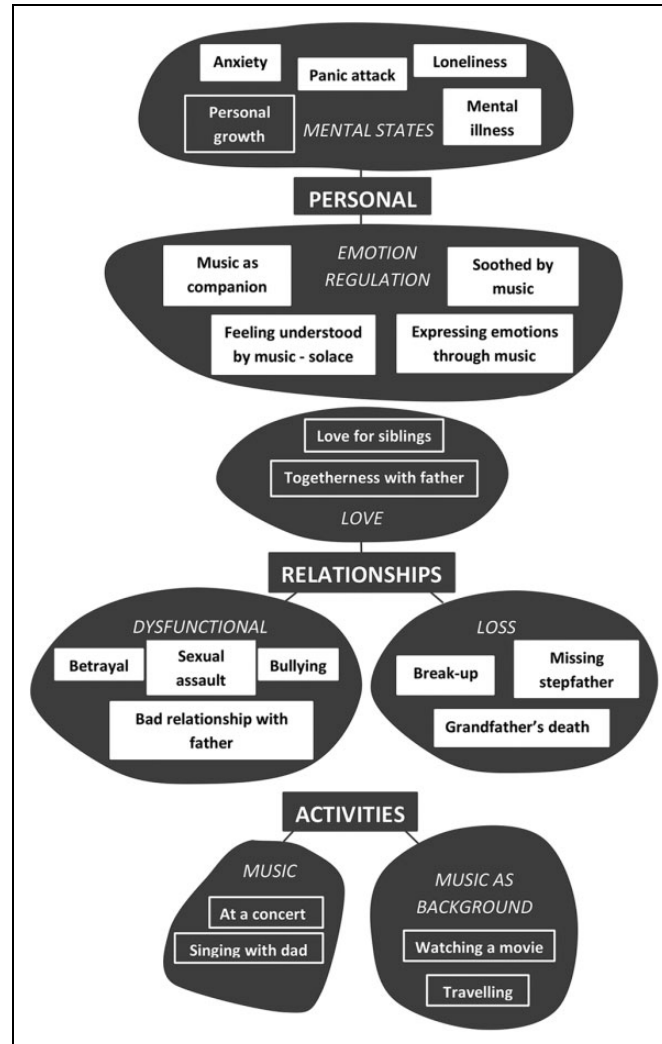 Anxiety
Panic attack
Loneliness
Personal
growth
MENTAL STATES
Mental
illness
PERSONAL
EMOTION
REGULATION
Music as
companion
Soothed by
music
Feeling understood
by music - solace
Expressing emotions
through music
Love for siblings
Togetherness with father
LOVE
RELATIONSHIPS
DYSFUNCTIONAL
Betrayal
Sexual
assault
Bullying
Bad relationship with
father
LOSS
Break-up
Missing
stepfather
Grandfather’s death
ACTIVITIES
MUSIC
At a concert
Singing with dad
MUSIC AS
BACKGROUND
Watching a movie
Travelling